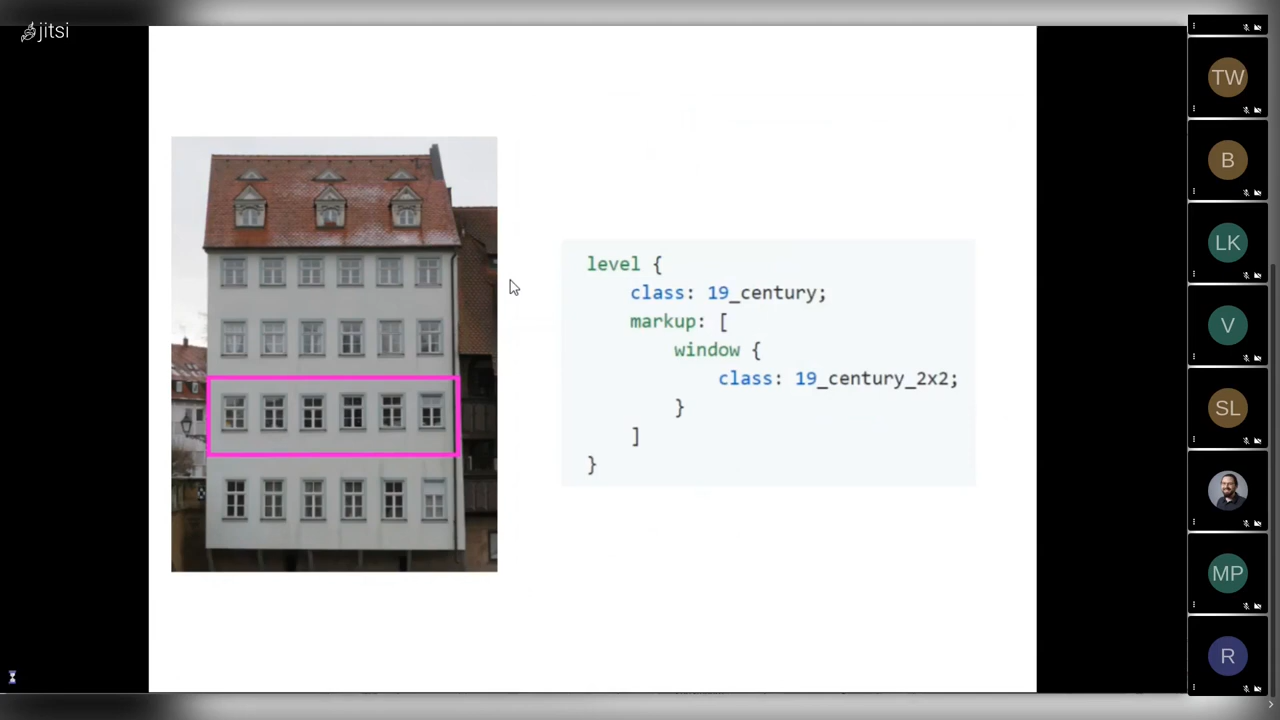 jitsi
level {
class: 19_century;
markup: [
window {
class: 19_century_2x2;
}
]
}
TW
B
LK
V
SL
MP
R